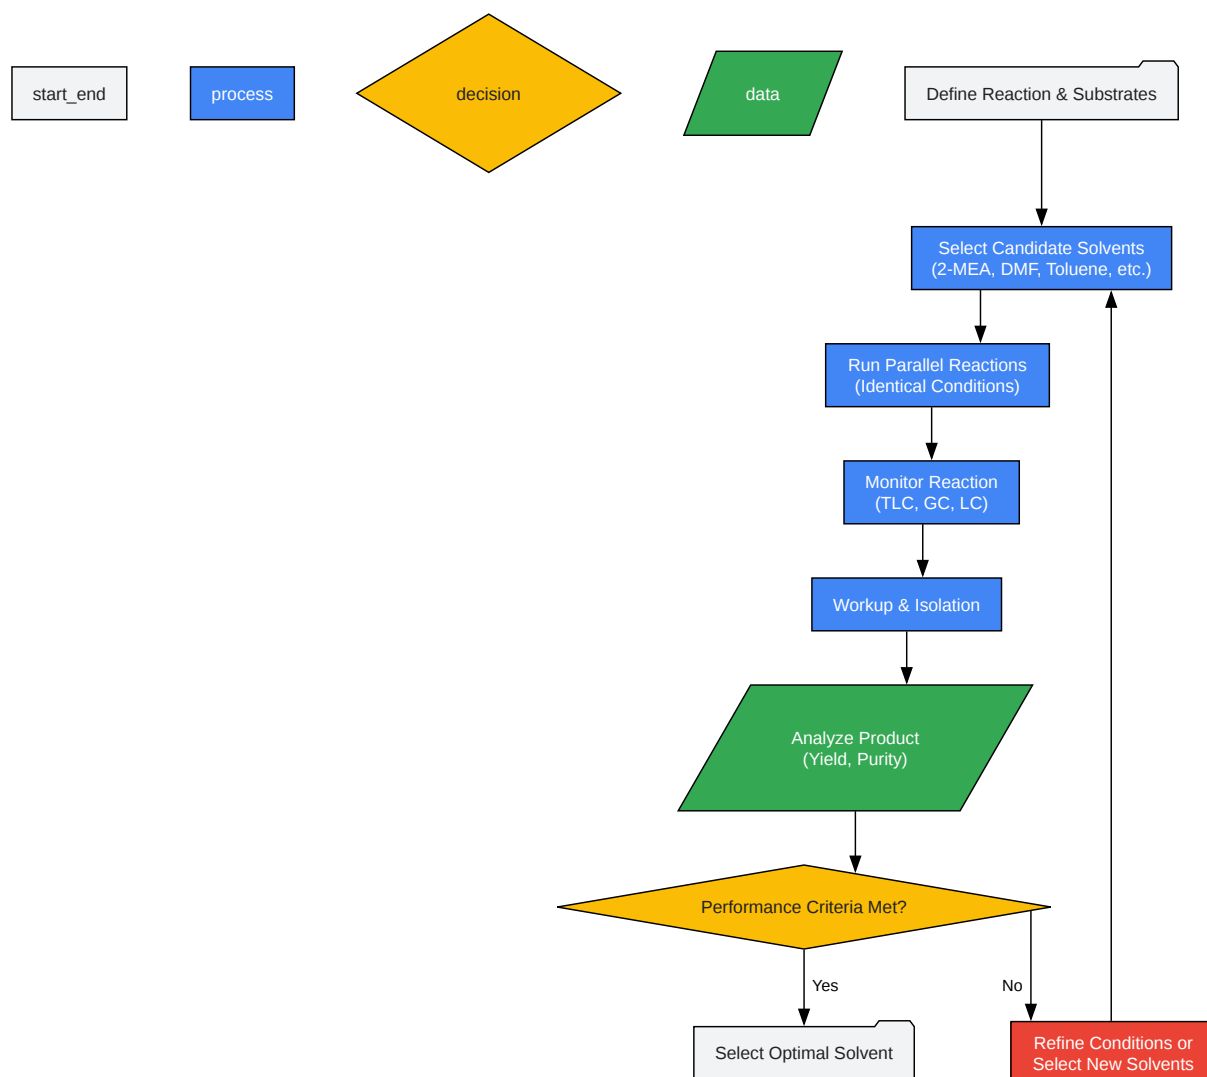 start_end
process
decision
data
Define Reaction & Substrates
Select Candidate Solvents
(2-MEA, DMF, Toluene, etc.)
Run Parallel Reactions
(Identical Conditions)
Monitor Reaction
(TLC, GC, LC)
Workup & Isolation
Analyze Product
(Yield, Purity)
Performance Criteria Met?
Yes
No
Select Optimal Solvent
Refine Conditions or
Select New Solvents